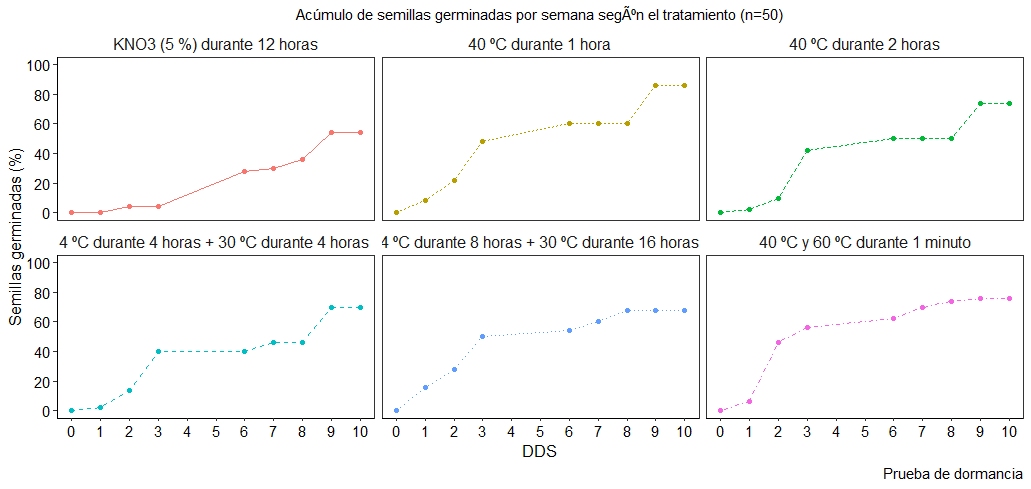 Acúmulo de semillas germinadas por semana segÃºn el tratamiento (n=50)
KNO3 (5 %) durante 12 horas
40 ºC durante 1 hora
40 ºC durante 2 horas
100
80
60
40
20
0
4 ºC durante 4 horas + 30 ºC durante 4 horas
4 ºC durante 8 horas + 30 ºC durante 16 horas
40 ºC y 60 ºC durante 1 minuto
100
80
60
40
20
0
Semillas germinadas (%)
0 1 2 3 4 5 6 7 8 9 10
0 1 2 3 4 5 6 7 8 9 10
0 1 2 3 4 5 6 7 8 9 10
DDS
Prueba de dormancia